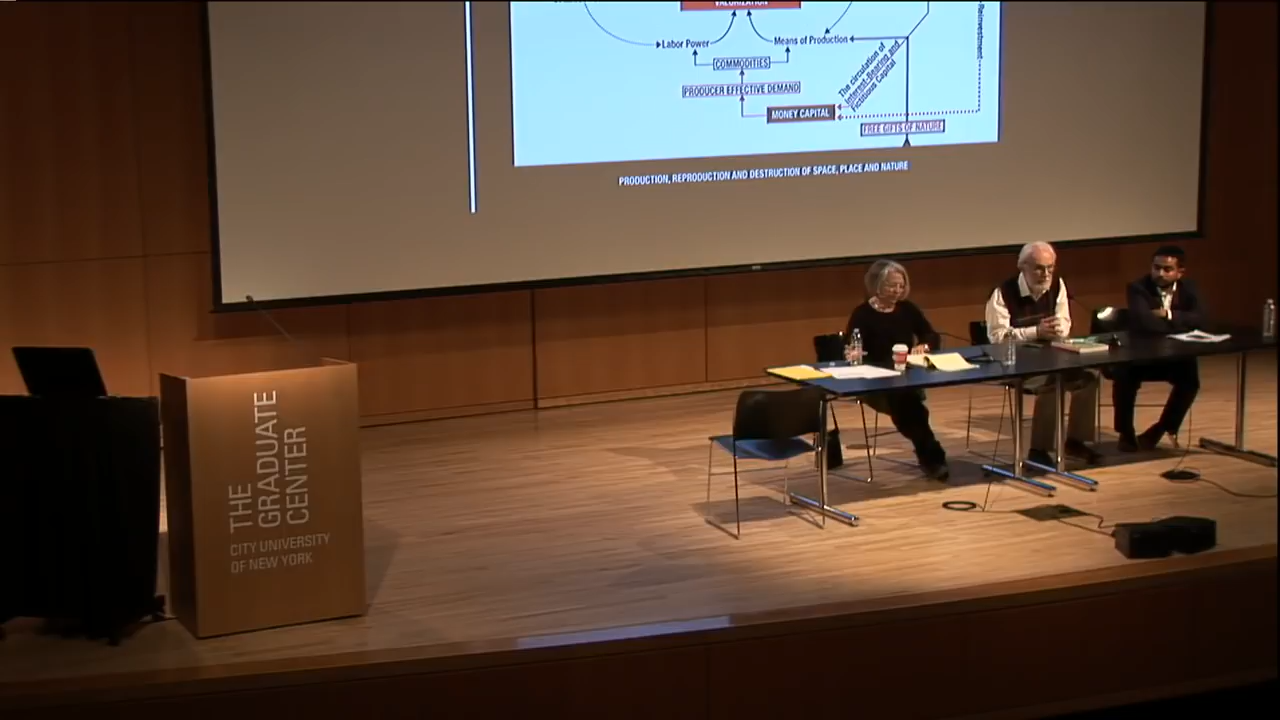 VALORIZATION
Labor Power
Means of Production
Reinvestment
COMMODITIES
The circulation of
Interest-Bearing and
Fictitious Capital
PRODUCER EFFECTIVE DEMAND
MONEY CAPITAL
FREE GIFTS OF NATURE
PRODUCTION, REPRODUCTION AND DESTRUCTION OF SPACE, PLACE AND NATURE
THE
GRADUATE
CENTER
CITY UNIVERSITY
OF NEW YORK